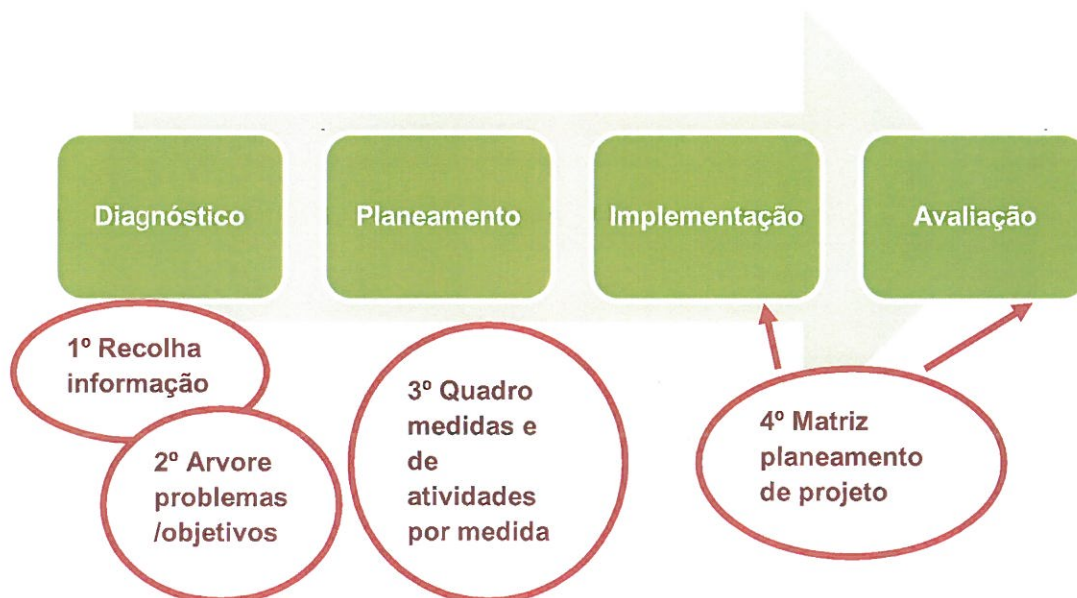 Diagnóstico
Planeamento
Implementação
Avaliação
1º Recolha
informação
2º Arvore
problemas
/objetivos
3º Quadro
medidas e
de
atividades
por medida
4º Matriz
planeamento
de projeto